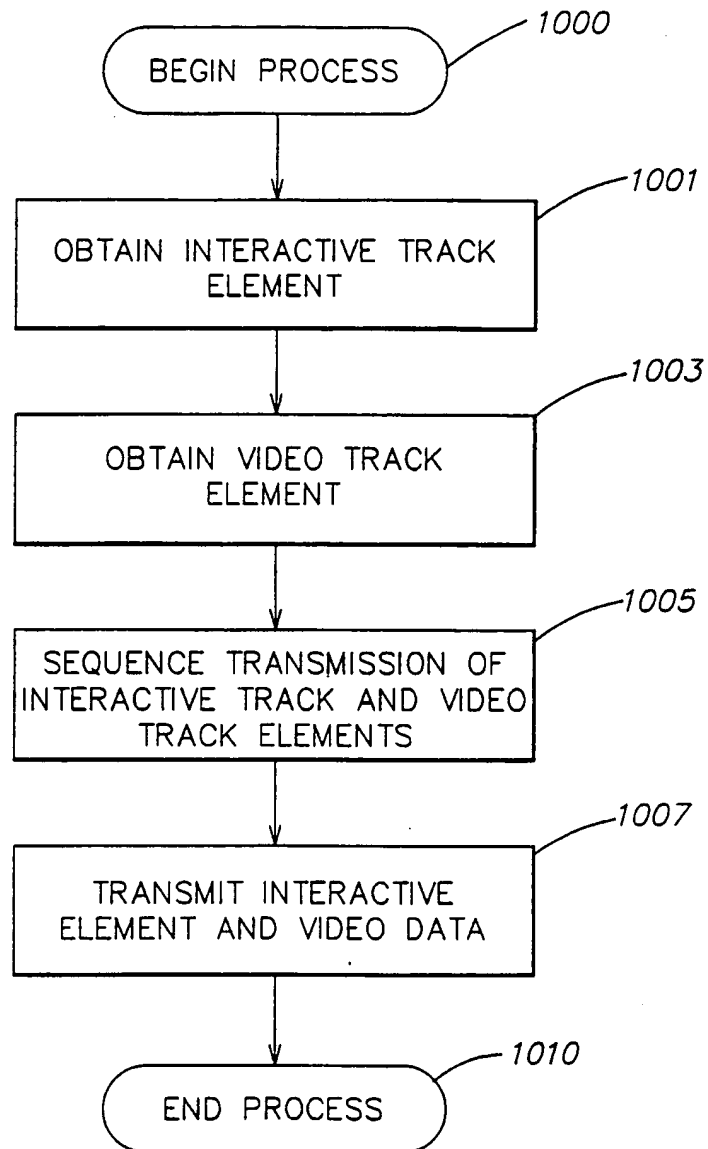 1000
BEGIN PROCESS
1001
OBTAIN INTERACTIVE TRACK
ELEMENT
1003
OBTAIN VIDEO TRACK
ELEMENT
1005
SEQUENCE TRANSMISSION OF
INTERACTIVE TRACK AND VIDEO
TRACK ELEMENTS
1007
TRANSMIT INTERACTIVE
ELEMENT AND VIDEO DATA
1010
END PROCESS